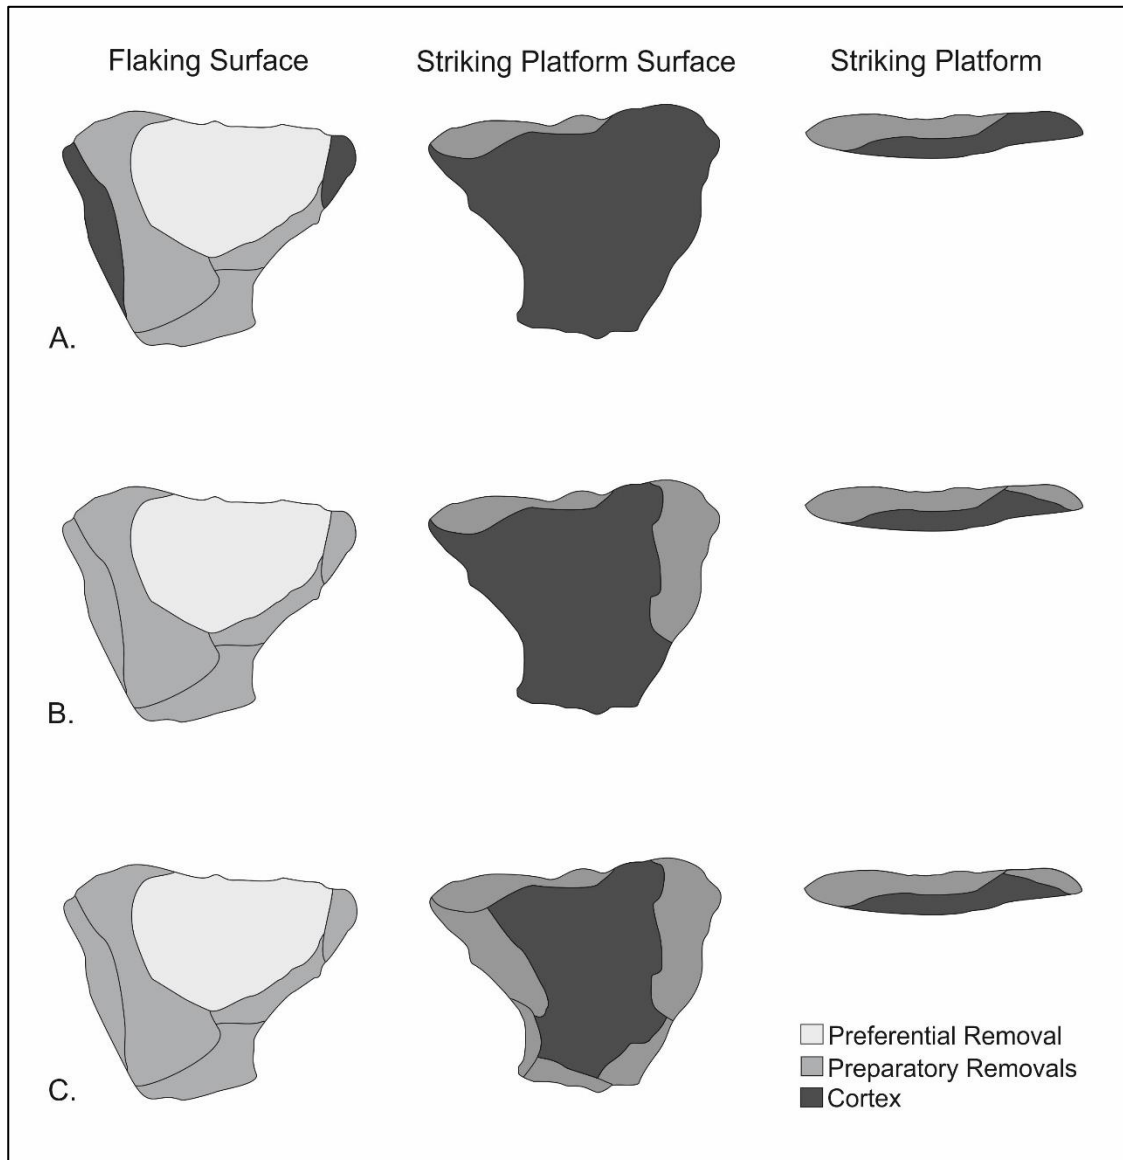 Flaking Surface
Striking Platform Surface
Striking Platform
A.
B.
C.
Preferential Removal
Preparatory Removals
Cortex